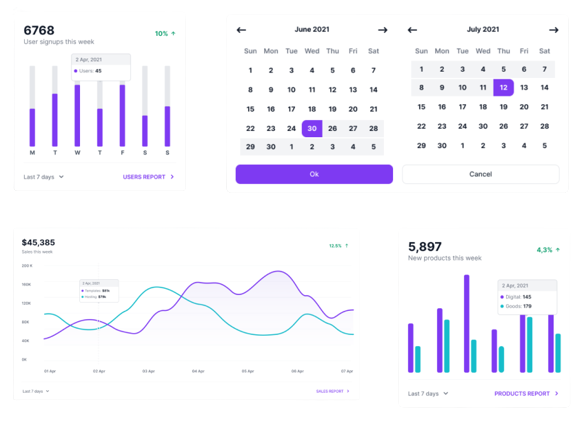 6768
User signups this week
10%
2 Apr, 2021
Users: 45
M T W T F S S
Last 7 days
USERS REPORT
June 2021
Sun Mon Tue Wed Thu Fri Sat
1 2 3 4 5 4 5
8 9 10 11 12 13 14
15 16 17 18 19 20 21
22 23 24 30 26 27 28
29 30 1 2 3 4 5
Ok
July 2021
Sun Mon Tue Wed Thu Fri Sat
1 2 3 4 5 6 7
8 9 10 11 12 13 14
15 16 17 18 19 20 21
22 23 24 25 26 27 28
29 30 1 2 3 4 5
Cancel
$45,385
Sales this week
12.5%
160K
120K
80K
40K
0K
2 Apr, 2021
01 Apr 02 Apr 03 Apr 04 Apr 05 Apr 06 Apr 07 Apr
Last 7 days
SALES REPORT
5,897
New products this week
4,3%
2 Apr, 2021
Digital: 145
Goods: 179
Last 7 days
PRODUCTS REPORT